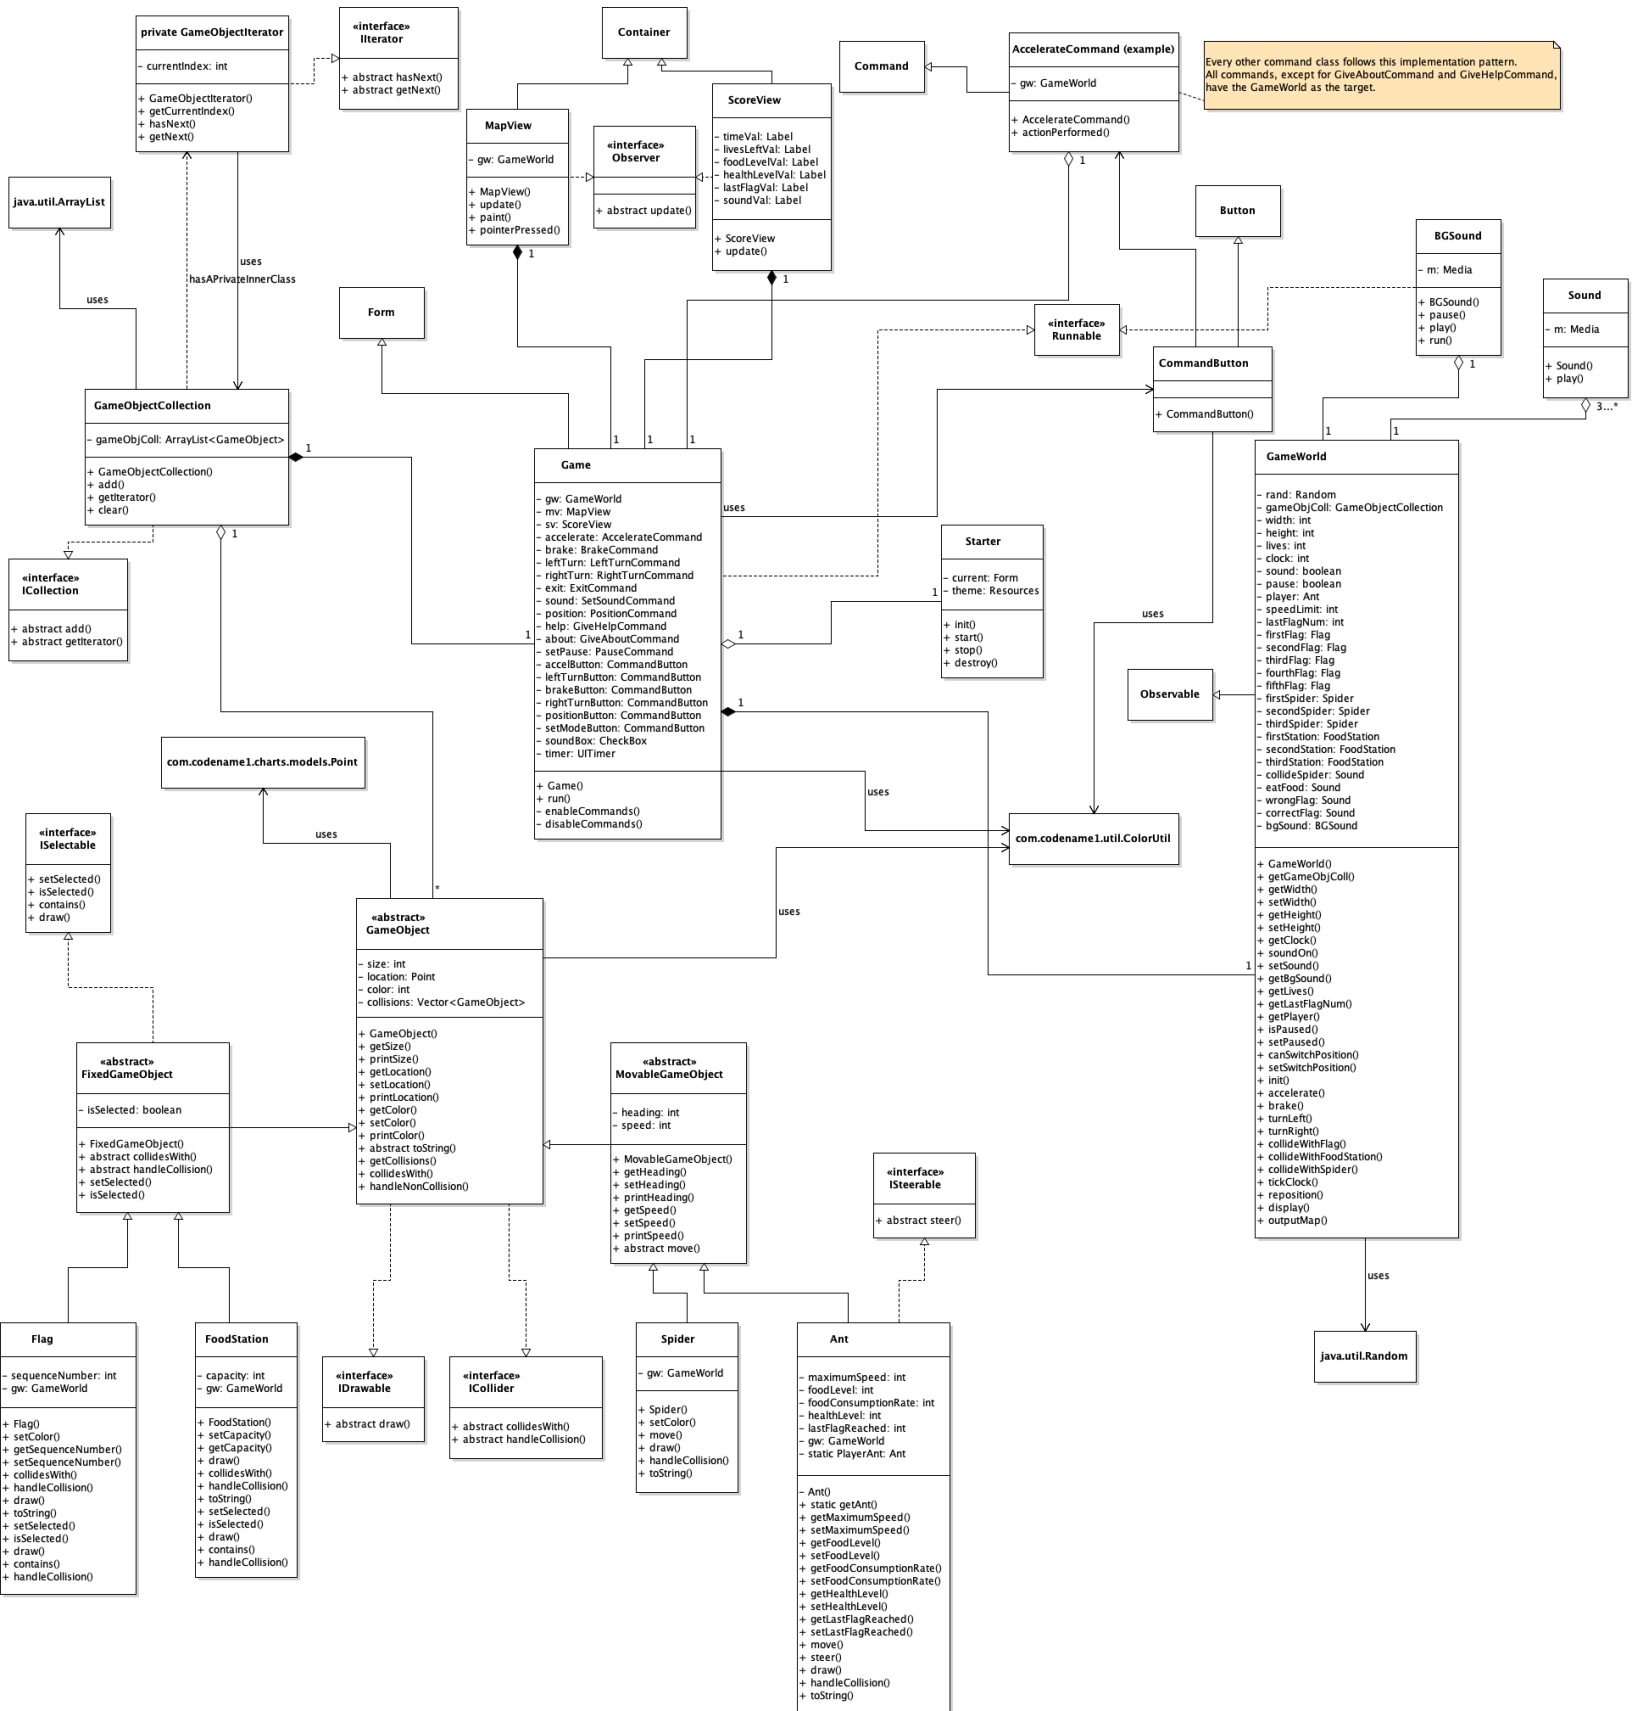 private GameObjectIterator
– currentIndex: int
+ GameObjectIterator()
+ getCurrentIndex()
+ hasNext()
+ getNext()
«interface»
IIterator
+ abstract hasNext()
+ abstract getNext()
Container
MapView
– gw: GameWorld
+ MapView()
+ update()
+ paint()
+ pointerPressed()
1
«interface»
Observer
+ abstract update()
ScoreView
– timeVal: Label
– livesLeftVal: Label
– foodLevelVal: Label
– healthLevelVal: Label
– lastFlagVal: Label
– soundVal: Label
+ ScoreView
+ update()
1
Command
AccelerateCommand (example)
– gw: GameWorld
+ AccelerateCommand()
+ actionPerformed()
1
Every other command class follows this implementation pattern.
All commands, except for GiveAboutCommand and GiveHelpCommand,
have the GameWorld as the target.
java.util.ArrayList
uses
uses
hasAPrivateInnerClass
Button
BGSound
– m: Media
+ BGSound()
+ pause()
+ play()
+ run()
1
Sound
– m: Media
+ Sound()
+ play()
3...*
Form
«interface»
Runnable
CommandButton
+ CommandButton()
GameObjectCollection
– gameObjColl: ArrayList<GameObject>
+ GameObjectCollection()
+ add()
+ getIterator()
+ clear()
1
1
«interface»
ICollection
+ abstract add()
+ abstract getIterator()
1
1
1
1
Game
– gw: GameWorld
– mv: MapView
– sv: ScoreView
– accelerate: AccelerateCommand
– brake: BrakeCommand
– leftTurn: LeftTurnCommand
– rightTurn: RightTurnCommand
– exit: ExitCommand
– sound: SetSoundCommand
– position: PositionCommand
– help: GiveHelpCommand
– about: GiveAboutCommand
– setPause: PauseCommand
– accelButton: CommandButton
– leftTurnButton: CommandButton
– brakeButton: CommandButton
– rightTurnButton: CommandButton
– positionButton: CommandButton
– setModeButton: CommandButton
– soundBox: CheckBox
– timer: UITimer
+ Game()
+ run()
– enableCommands()
– disableCommands()
uses
1
1
1
Starter
– current: Form
– theme: Resources
+ init()
+ start()
+ stop()
+ destroy()
uses
uses
com.codename1.util.ColorUtil
Observable
1
1
GameWorld
– rand: Random
– gameObjColl: GameObjectCollection
– width: int
– height: int
– lives: int
– clock: int
– sound: boolean
– pause: boolean
– player: Ant
– speedLimit: int
– lastFlagNum: int
– firstFlag: Flag
– secondFlag: Flag
– thirdFlag: Flag
– fourthFlag: Flag
– fifthFlag: Flag
– firstSpider: Spider
– secondSpider: Spider
– thirdSpider: Spider
– firstStation: FoodStation
– secondStation: FoodStation
– thirdStation: FoodStation
– collideSpider: Sound
– eatFood: Sound
– wrongFlag: Sound
– correctFlag: Sound
– bgSound: BGSound
+ GameWorld()
+ getGameObjColl()
+ getWidth()
+ setWidth()
+ getHeight()
+ setHeight()
+ getClock()
+ soundOn()
+ setSound()
+ getBgSound()
+ getLives()
+ getLastFlagNum()
+ getPlayer()
+ isPaused()
+ setPaused()
+ canSwitchPosition()
+ setSwitchPosition()
+ init()
+ accelerate()
+ brake()
+ turnLeft()
+ turnRight()
+ collideWithFlag()
+ collideWithFoodStation()
+ collideWithSpider()
+ tickClock()
+ reposition()
+ display()
+ outputMap()
1
uses
java.util.Random
com.codename1.charts.models.Point
uses
«interface»
ISelectable
+ setSelected()
+ isSelected()
+ contains()
+ draw()
*
«abstract»
GameObject
– size: int
– location: Point
– color: int
– collisions: Vector<GameObject>
+ GameObject()
+ getSize()
+ printSize()
+ getLocation()
+ setLocation()
+ printLocation()
+ getColor()
+ setColor()
+ printColor()
+ abstract toString()
+ getCollisions()
+ collidesWith()
+ handleNonCollision()
uses
«abstract»
FixedGameObject
– isSelected: boolean
+ FixedGameObject()
+ abstract collidesWith()
+ abstract handleCollision()
+ setSelected()
+ isSelected()
«abstract»
MovableGameObject
– heading: int
– speed: int
+ MovableGameObject()
+ getHeading()
+ setHeading()
+ printHeading()
+ getSpeed()
+ setSpeed()
+ printSpeed()
+ abstract move()
«interface»
ISteerable
+ abstract steer()
Flag
– sequenceNumber: int
– gw: GameWorld
+ Flag()
+ setColor()
+ getSequenceNumber()
+ setSequenceNumber()
+ collidesWith()
+ handleCollision()
+ draw()
+ toString()
+ setSelected()
+ isSelected()
+ draw()
+ contains()
+ handleCollision()
FoodStation
– capacity: int
– gw: GameWorld
+ FoodStation()
+ setCapacity()
+ getCapacity()
+ draw()
+ collidesWith()
+ handleCollision()
+ toString()
+ setSelected()
+ isSelected()
+ draw()
+ contains()
+ handleCollision()
«interface»
IDrawable
+ abstract draw()
«interface»
ICollider
+ abstract collidesWith()
+ abstract handleCollision()
Spider
– gw: GameWorld
+ Spider()
+ setColor()
+ move()
+ draw()
+ handleCollision()
+ toString()
Ant
– maximumSpeed: int
– foodLevel: int
– foodConsumptionRate: int
– healthLevel: int
– lastFlagReached: int
– gw: GameWorld
– static PlayerAnt: Ant
– Ant()
+ static getAnt()
+ getMaximumSpeed()
+ setMaximumSpeed()
+ getFoodLevel()
+ setFoodLevel()
+ getFoodConsumptionRate()
+ setFoodConsumptionRate()
+ getHealthLevel()
+ setHealthLevel()
+ getLastFlagReached()
+ setLastFlagReached()
+ move()
+ steer()
+ draw()
+ handleCollision()
+ toString()